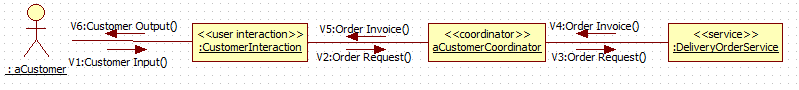 V6:Customer Output()
V1:Customer Input()
: aCustomer
<<user interaction>>
:CustomerInteraction
V5:Order Invoice()
V2:Order Request()
<<coordinator>>
aCustomerCoordinator
V4:Order Invoice()
V3:Order Request()
<<service>>
:DeliveryOrderService